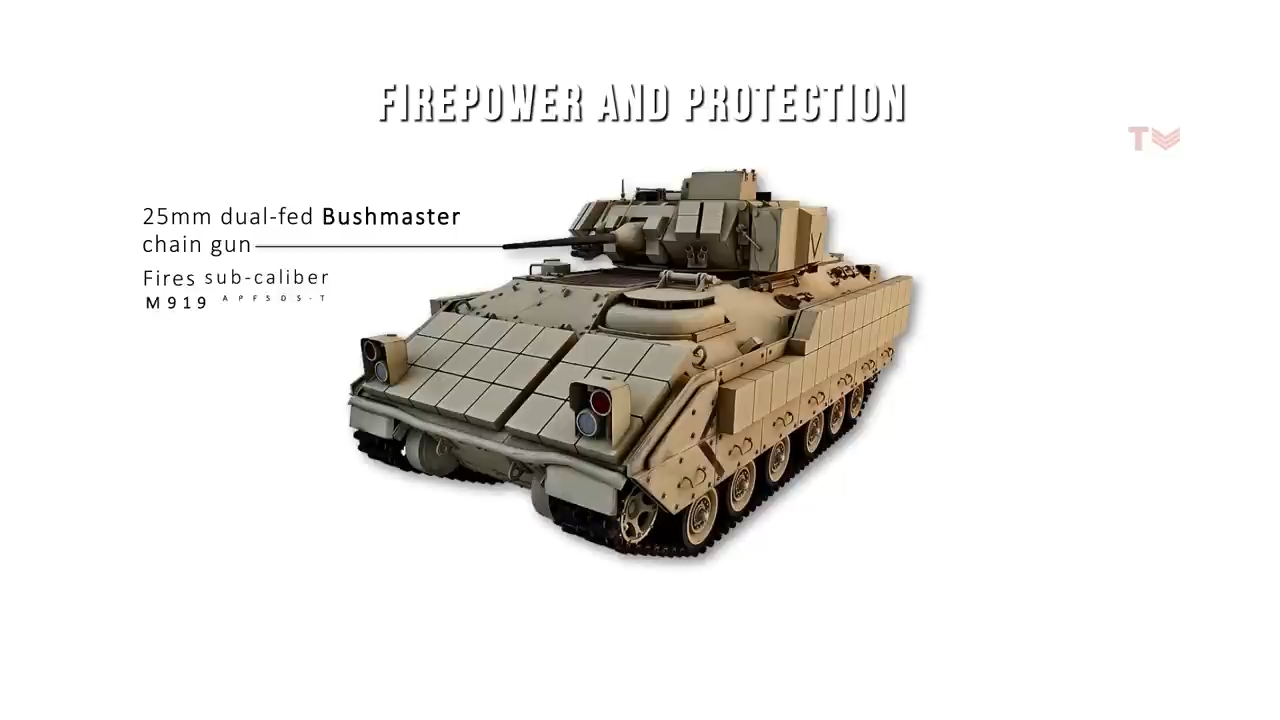 FIREPOWER AND PROTECTION
T
25mm dual-fed Bushmaster
chain gun
Fires sub-caliber
M919 APFSDS-T
V